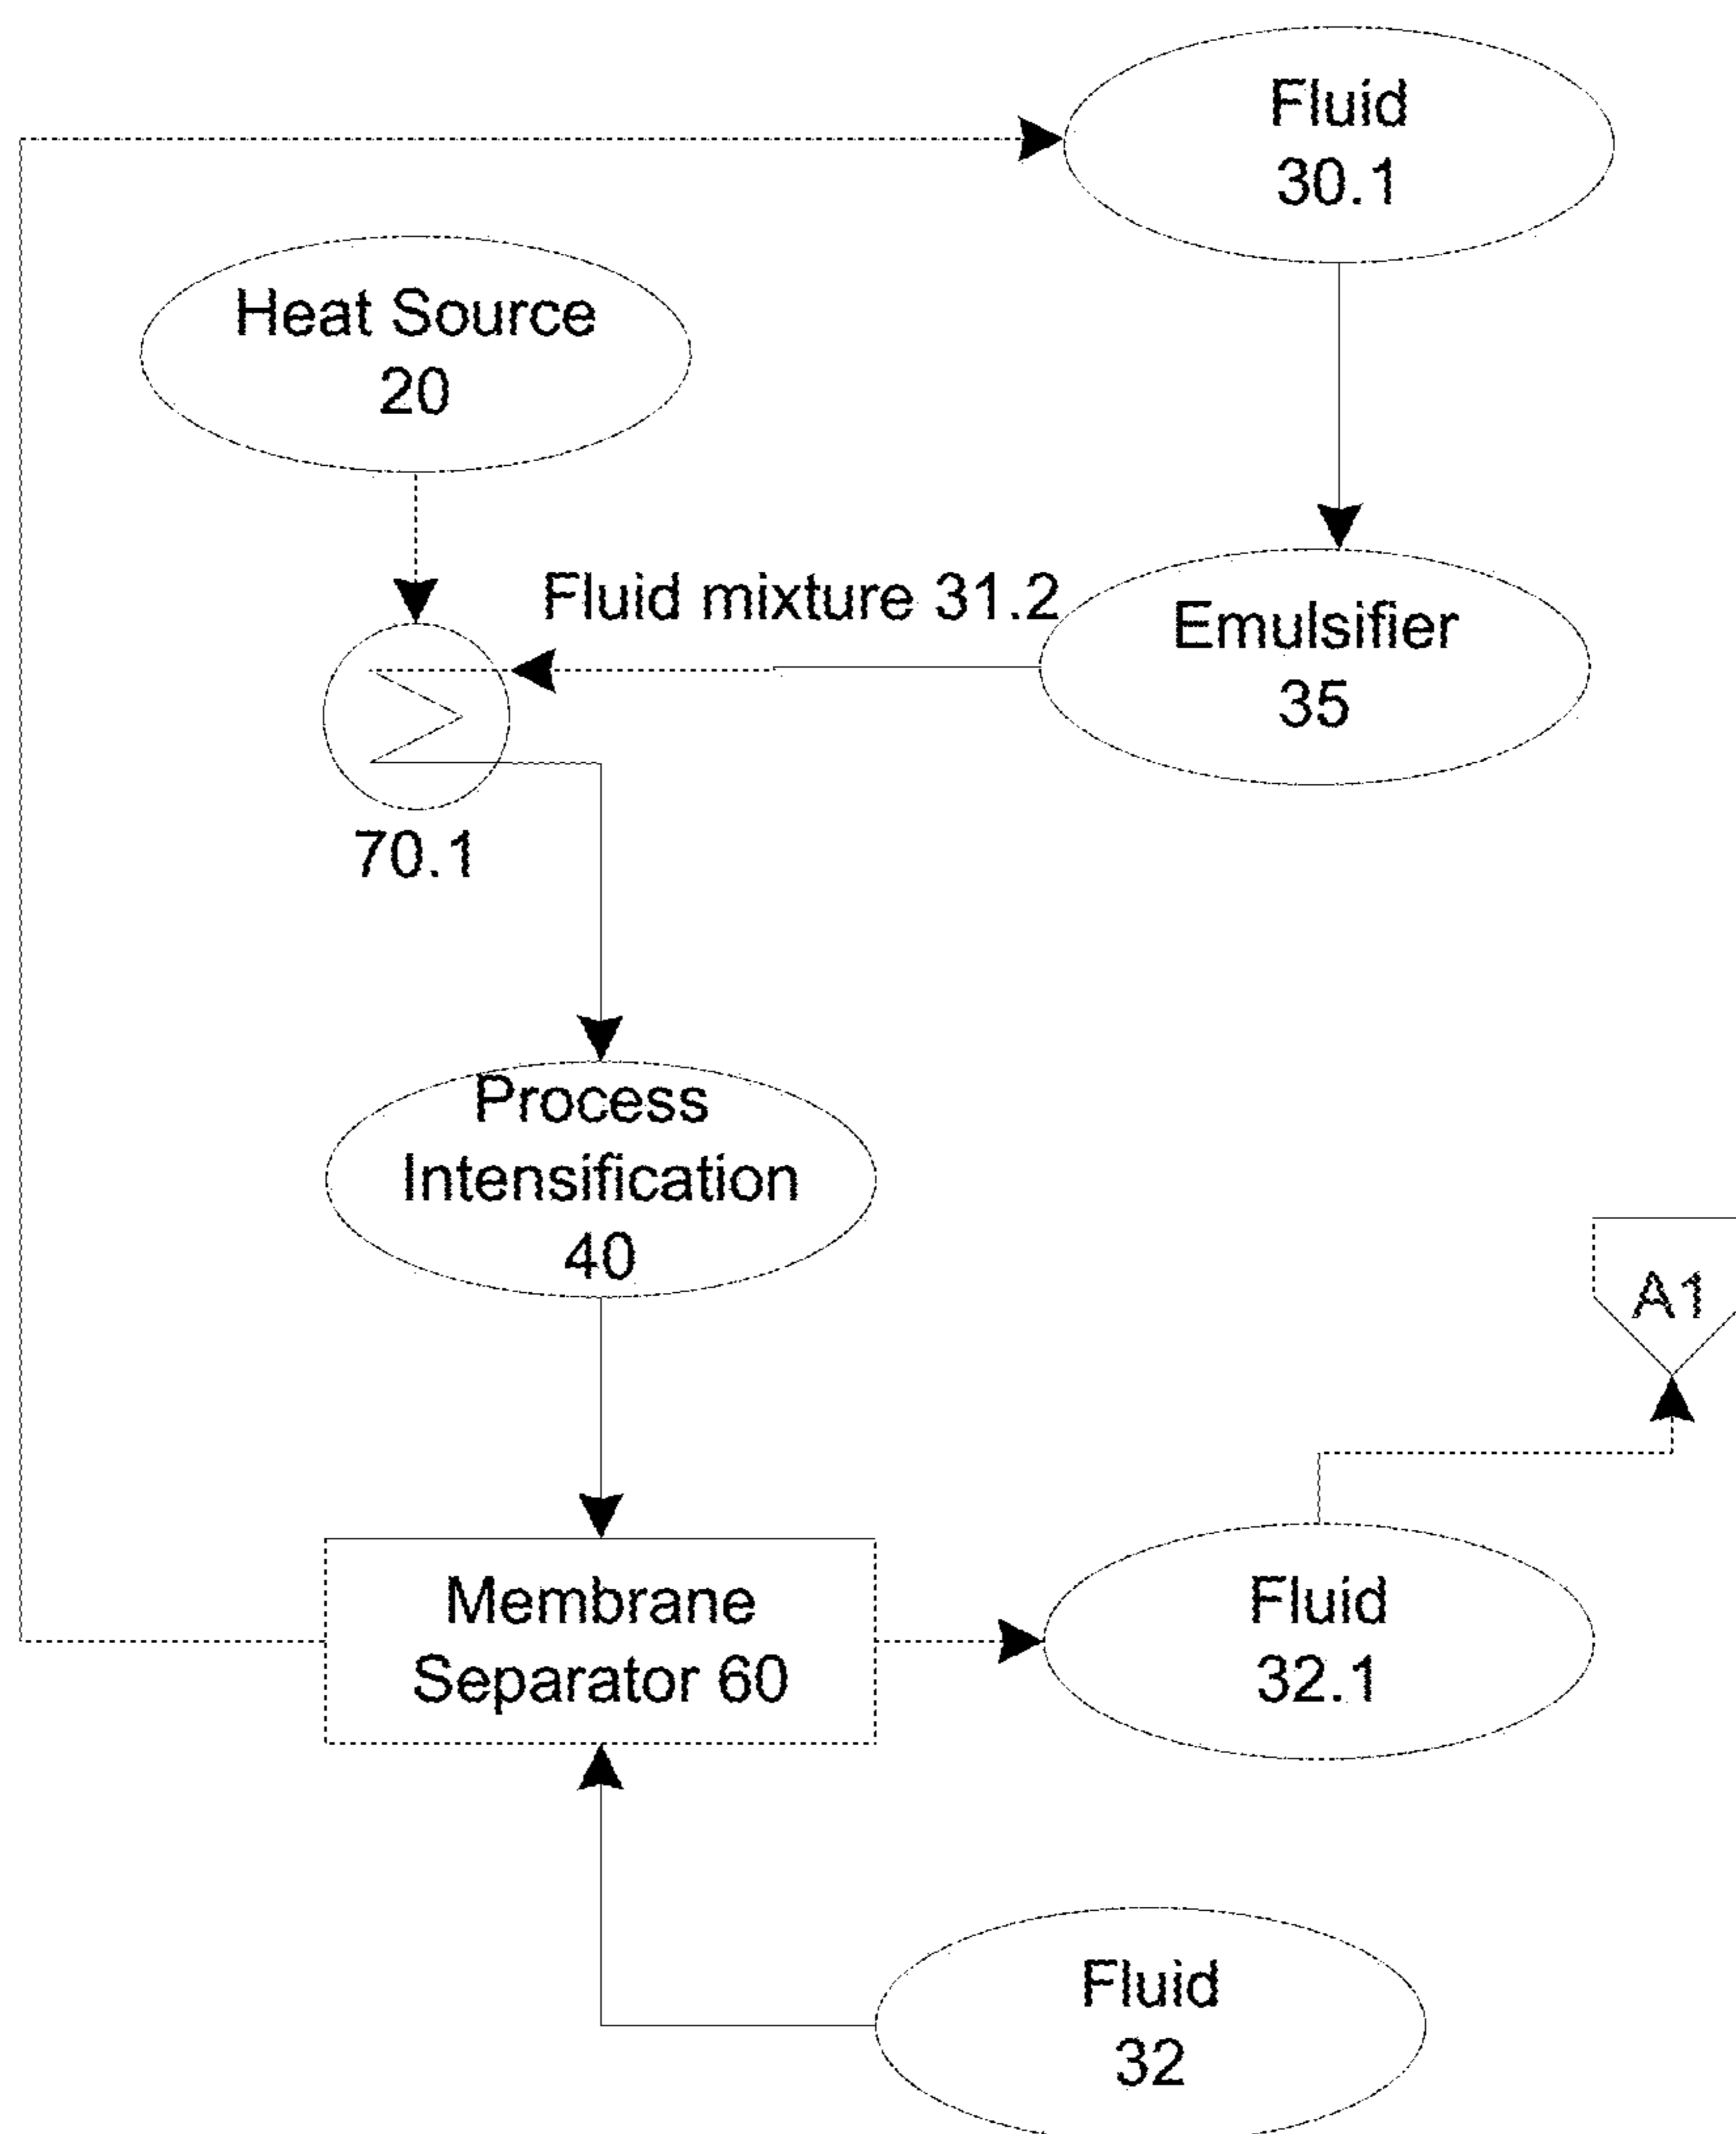 Fluid
30.1
Heat Source
20
Fluid mixture 31.2
Emulsifier
35
70.1
Process
Intensification
40
A1
Membrane
Separator 60
Fluid
32.1
Fluid
32